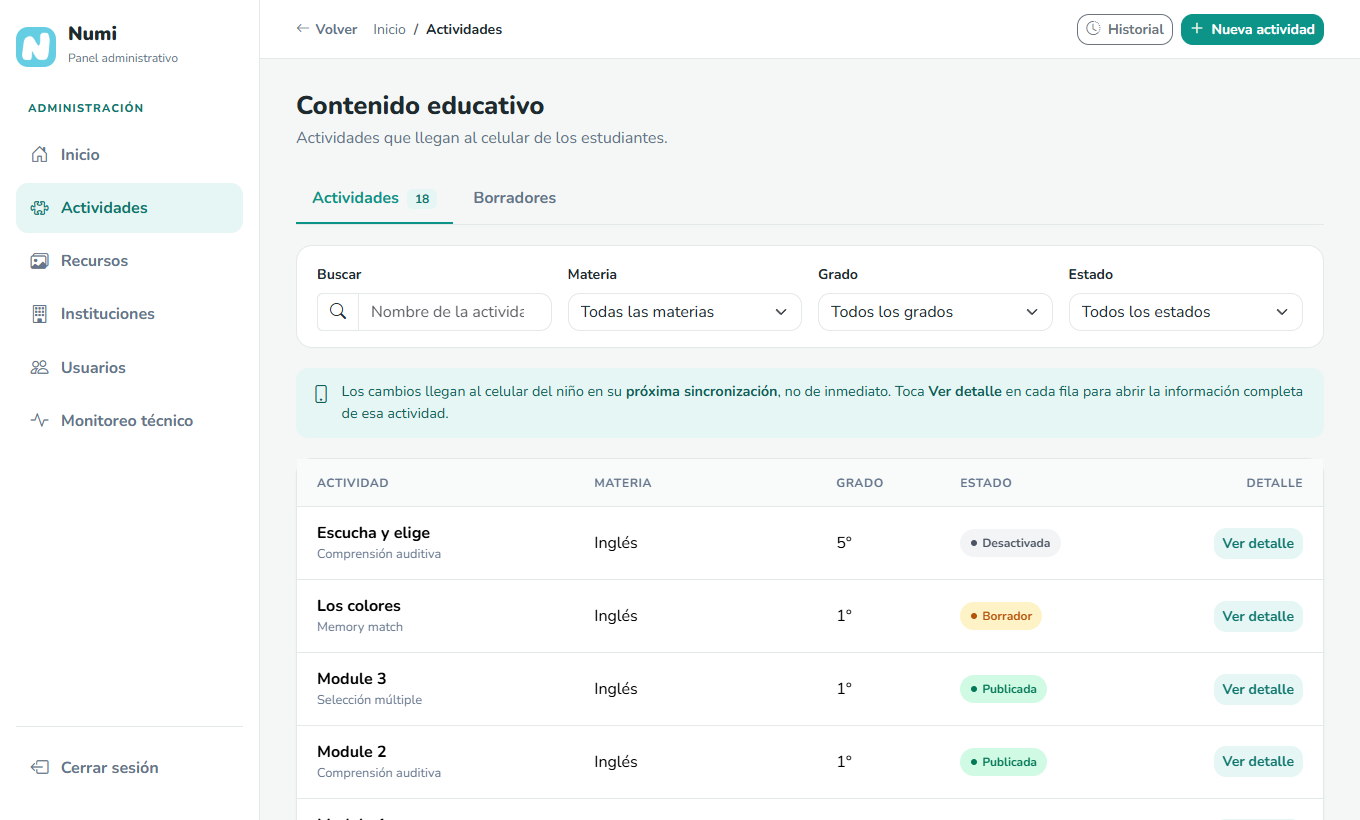 Numi
Panel administrativo
ADMINISTRACIÓN
Inicio
Actividades
Recursos
Instituciones
Usuarios
Monitoreo técnico
Cerrar sesión
Volver Inicio / Actividades
Historial
Nueva actividad
Contenido educativo
Actividades que llegan al celular de los estudiantes.
Actividades 18 Borradores
Buscar Materia Grado Estado
Nombre de la activida Todas las materias Todos los grados Todos los estados
Los cambios llegan al celular del niño en su próxima sincronización, no de inmediato. Toca Ver detalle en cada fila para abrir la información completa
de esa actividad.
ACTIVIDAD MATERIA GRADO ESTADO DETALLE
Escucha y elige
Comprensión auditiva
Inglés 5° Desactivada Ver detalle
Los colores
Memory match
Inglés 1° Borrador Ver detalle
Module 3
Selección múltiple
Inglés 1° Publicada Ver detalle
Module 2
Comprensión auditiva
Inglés 1° Publicada Ver detalle